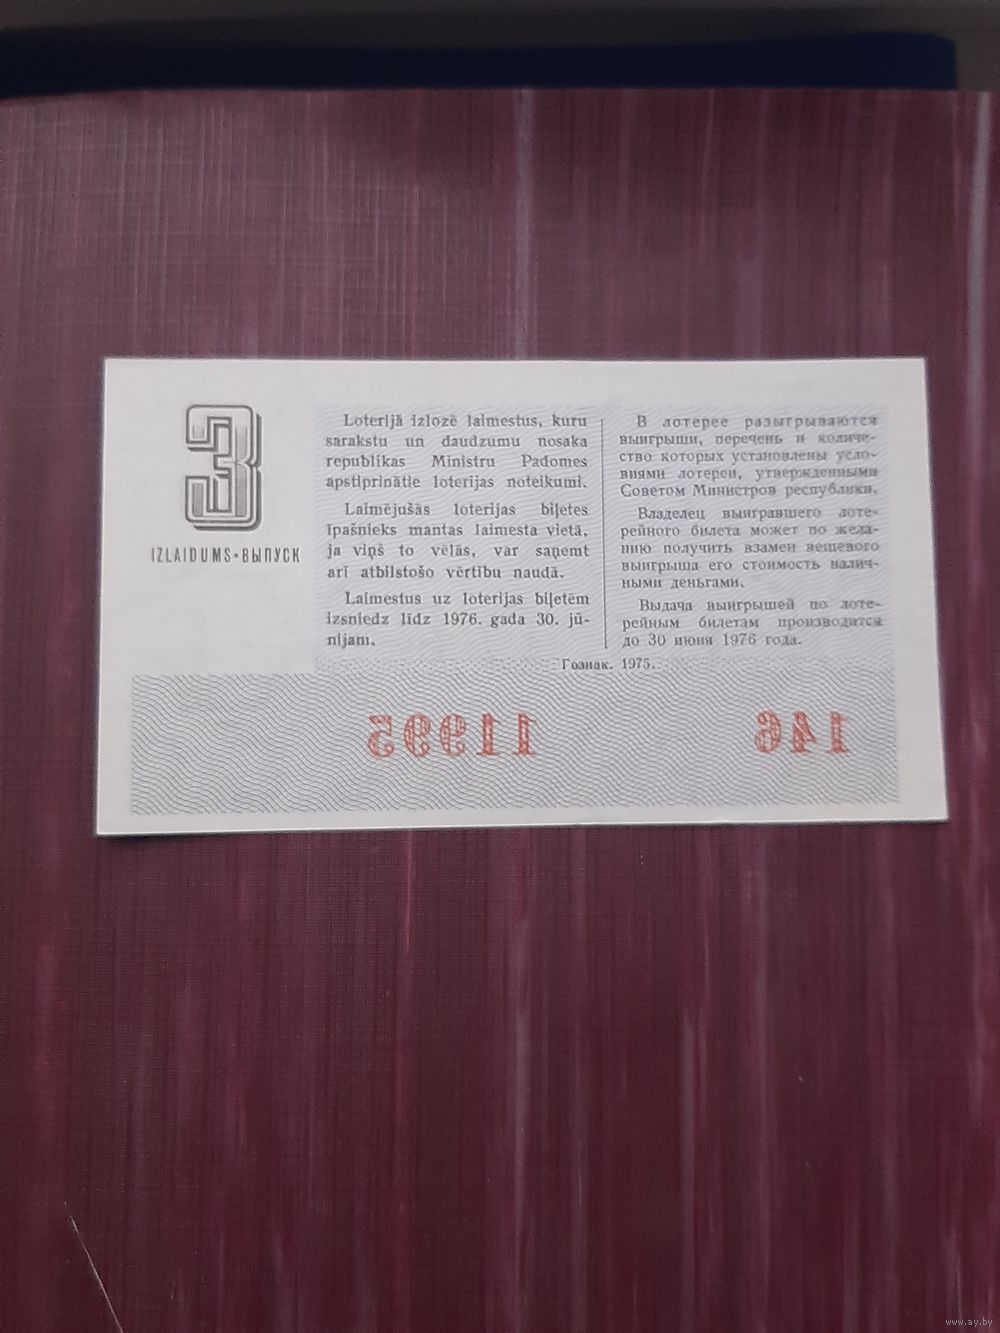 3
IZLAIDUMS·ВЫПУСК
Loterijā izlozē laimestus, kuru
sarakstu un daudzumu nosaka
republikas Ministru Padomes
apstiprinātie loterijas noteikumi.
Laimējušās loterijas biļetes
īpašnieks mantas laimesta vietā,
ja viņš to vēlās, var saņemt
arī atbilstošo vērtību naudā.
Laimestus uz loterijas biļetēm
izsniedz līdz 1976. gada 30. jū-
nijam.
В лотерее разыгрываются
выигрыши, перечень и количе-
ство которых установлены усло-
виями лотереи, утвержденными
Советом Министров республики.
Владелец выигравшего лоте-
рейного билета может по жела-
нию получить взамен вещевого
выигрыша его стоимость налич-
ными деньгами.
Выдача выигрышей по лоте-
рейным билетам производится
до 30 июня 1976 года.
Гознак. 1975.
11995
146
www.ay.by